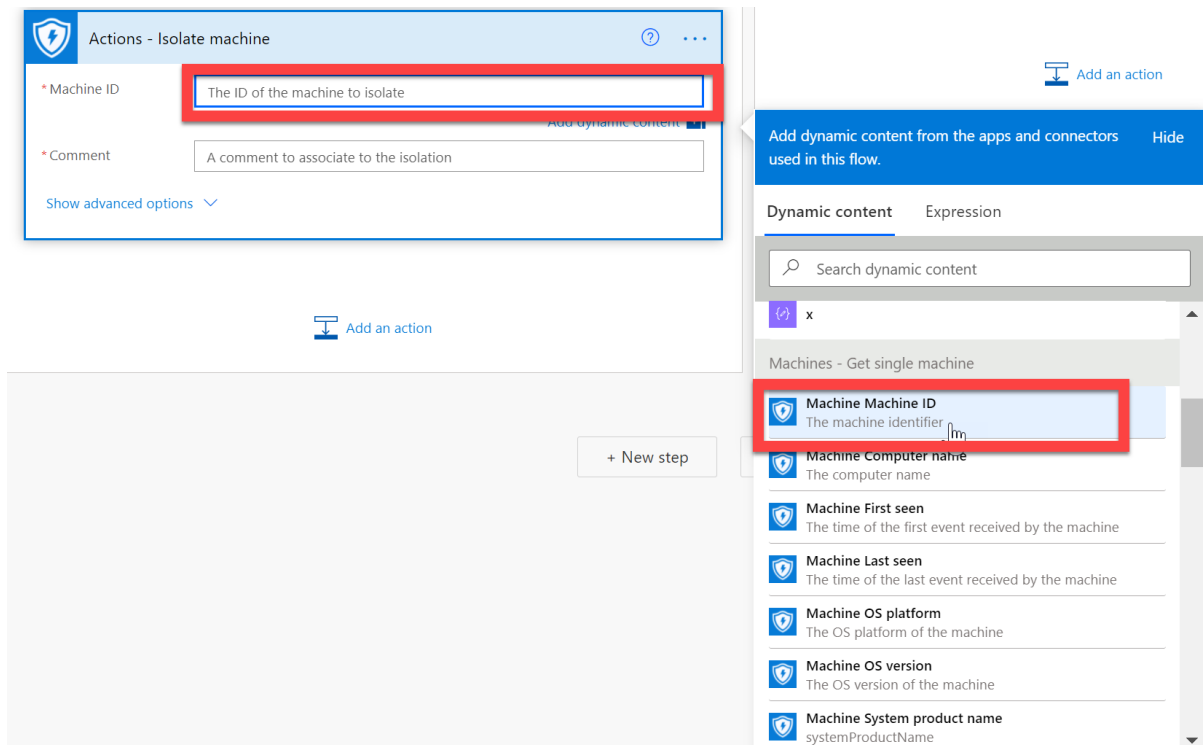 Actions - Isolate machine
* Machine ID
The ID of the machine to isolate
Add dynamic content
* Comment
A comment to associate to the isolation
Show advanced options
Add an action
+ New step
Add an action
Add dynamic content from the apps and connectors
used in this flow.
Hide
Dynamic content
Expression
Search dynamic content
x
Machines - Get single machine
Machine Machine ID
The machine identifier
Machine Computer name
The computer name
Machine First seen
The time of the first event received by the machine
Machine Last seen
The time of the last event received by the machine
Machine OS platform
The OS platform of the machine
Machine OS version
The OS version of the machine
Machine System product name
systemProductName